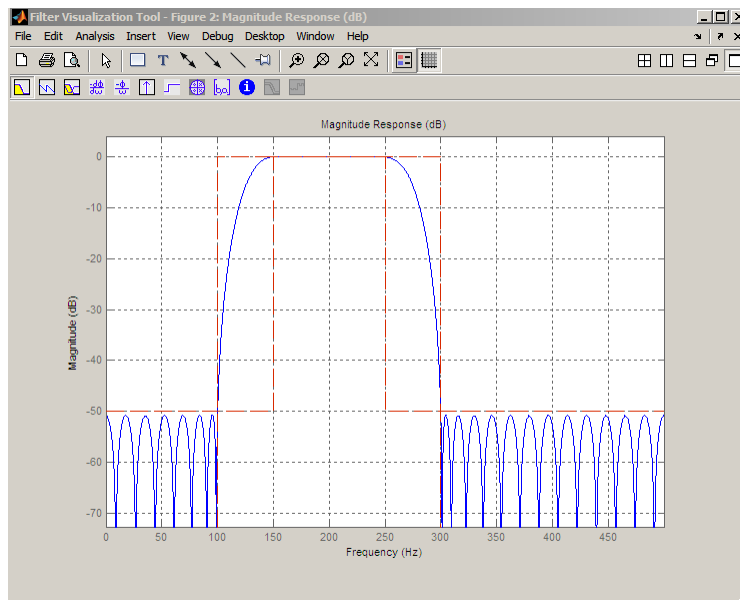 Filter Visualization Tool - Figure 2: Magnitude Response (dB)
File Edit Analysis Insert View Debug Desktop Window Help
Magnitude Response (dB)
0
-10
-20
-30
-40
-50
-60
-70
Magnitude (dB)
0 50 100 150 200 250 300 350 400 450
Frequency (Hz)